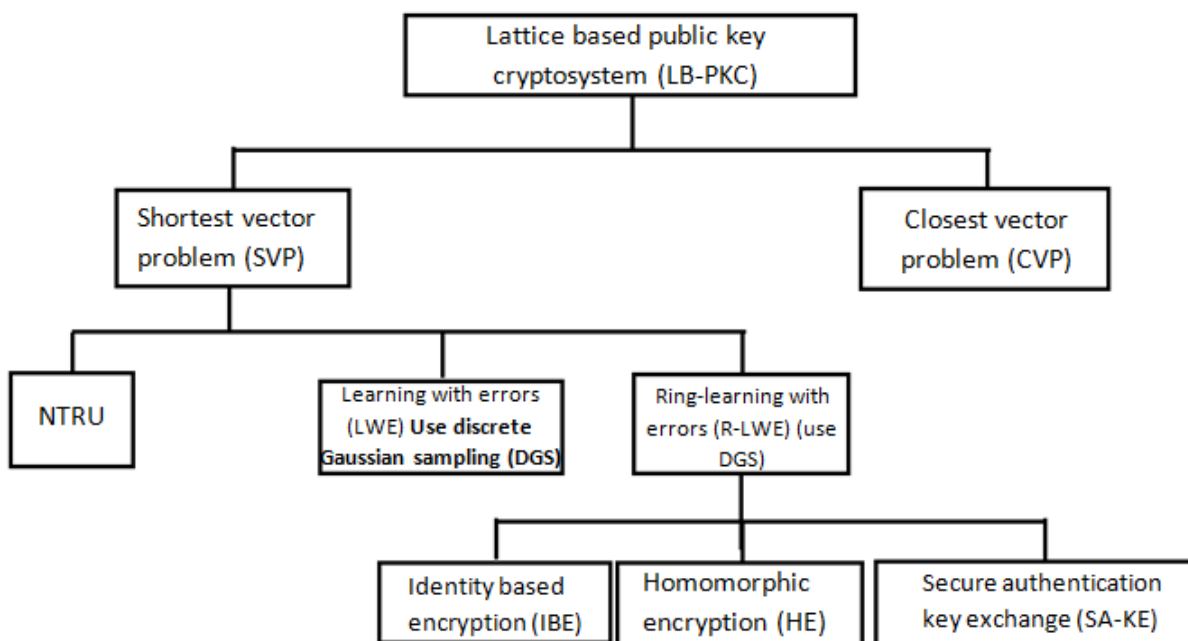 Lattice based public key
cryptosystem (LB-PKC)
Shortest vector
problem (SVP)
Closest vector
problem (CVP)
NTRU
Learning with errors
(LWE) Use discrete
Gaussian sampling (DGS)
Ring-learning with
errors (R-LWE) (use
DGS)
Identity based
encryption (IBE)
Homomorphic
encryption (HE)
Secure authentication
key exchange (SA-KE)